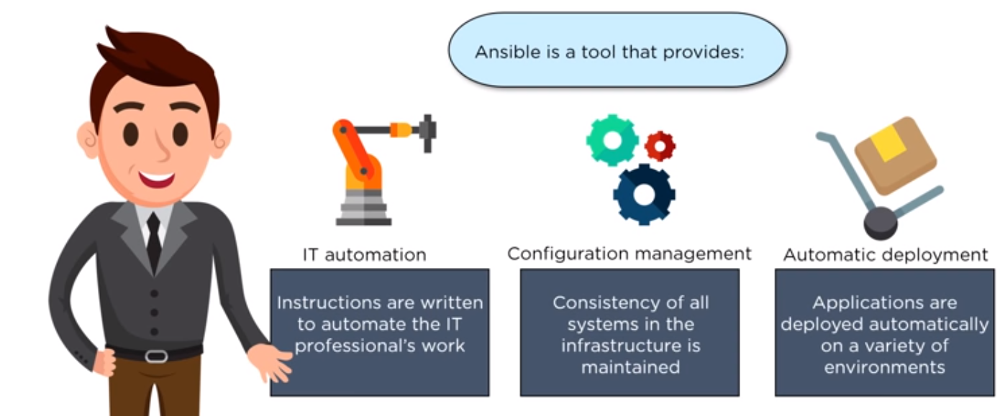 Ansible is a tool that provides:
IT automation
Instructions are written
to automate the IT
professional's work
Configuration management
Consistency of all
systems in the
infrastructure is
maintained
Automatic deployment
Applications are
deployed automatically
on a variety of
environments